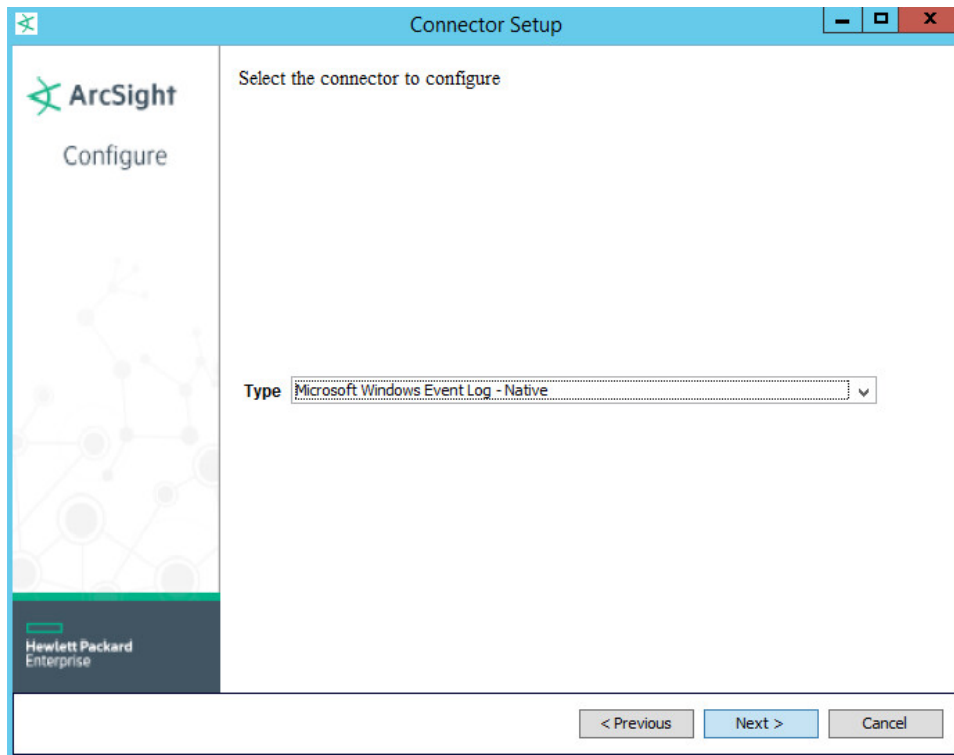 Connector Setup
ArcSight
Configure
Select the connector to configure
Type Microsoft Windows Event Log - Native
Hewlett Packard
Enterprise
< Previous Next > Cancel